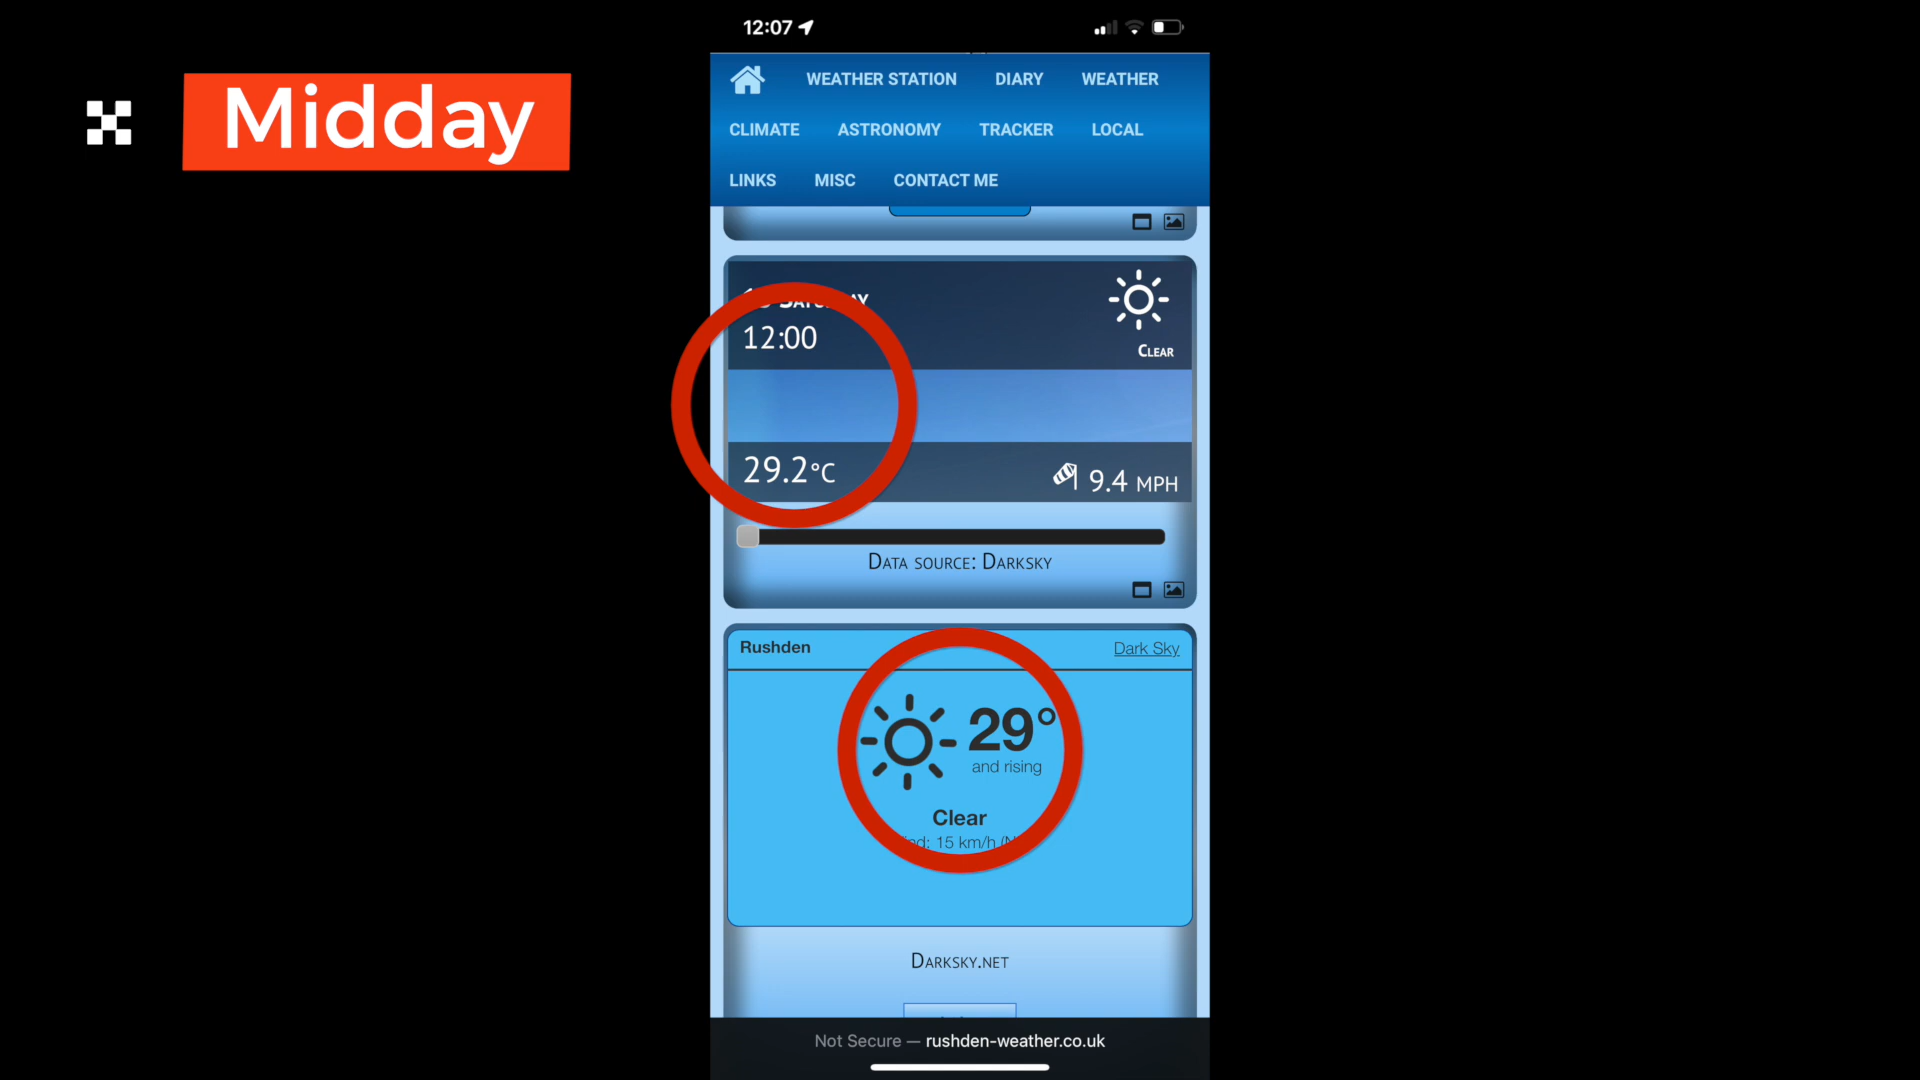 Midday
12:07
WEATHER STATION DIARY WEATHER
CLIMATE ASTRONOMY TRACKER LOCAL
LINKS MISC CONTACT ME
12:00
Clear
29.2°C
9.4 MPH
Data source: Darksky
Rushden
Dark Sky
29°
and rising
Clear
15 km/h
Darksky.net
Not Secure — rushden-weather.co.uk